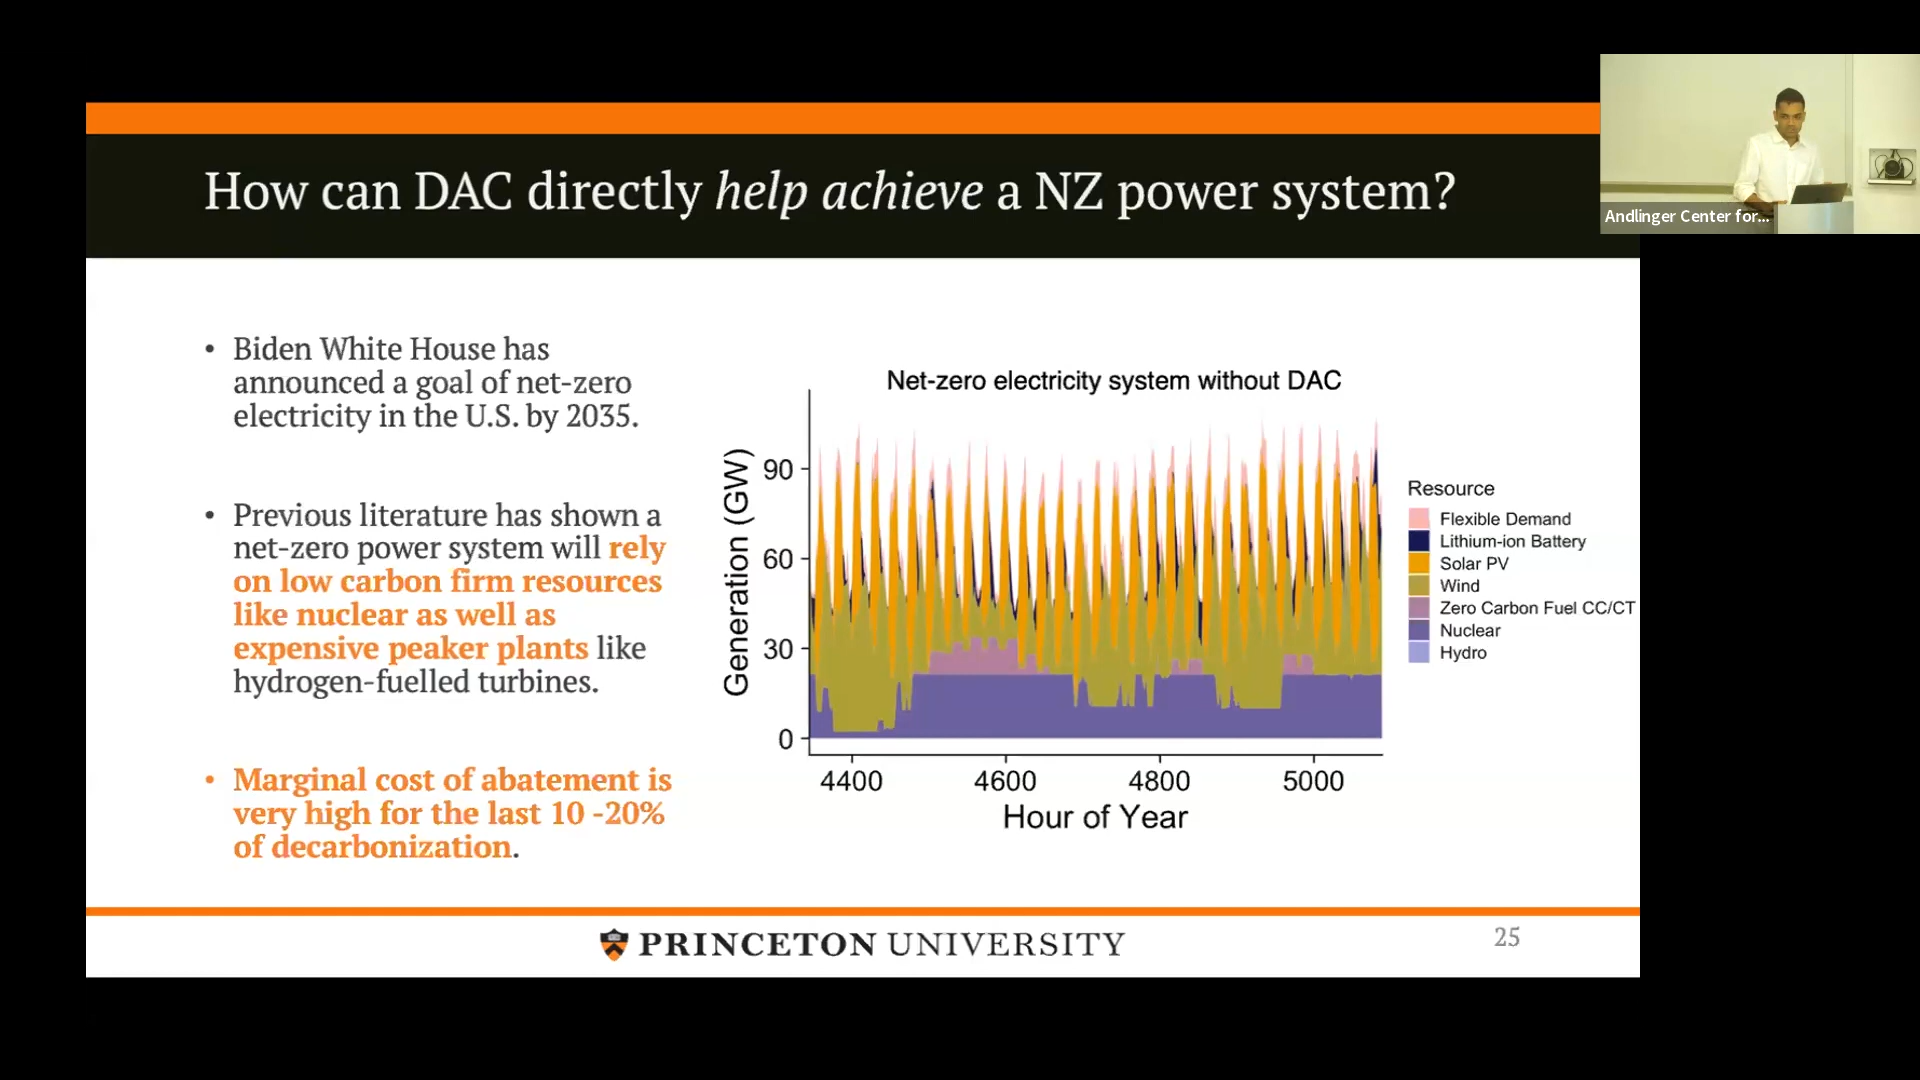 How can DAC directly help achieve a NZ power system?
Andlinger Center for...
• Biden White House has
announced a goal of net-zero
electricity in the U.S. by 2035.
• Previous literature has shown a
net-zero power system will rely
on low carbon firm resources
like nuclear as well as
expensive peaker plants like
hydrogen-fuelled turbines.
• Marginal cost of abatement is
very high for the last 10 -20%
of decarbonization.
Net-zero electricity system without DAC
Generation (GW)
90
60
30
0
4400 4600 4800 5000
Hour of Year
Resource
Flexible Demand
Lithium-ion Battery
Solar PV
Wind
Zero Carbon Fuel CC/CT
Nuclear
Hydro
PRINCETON UNIVERSITY
25